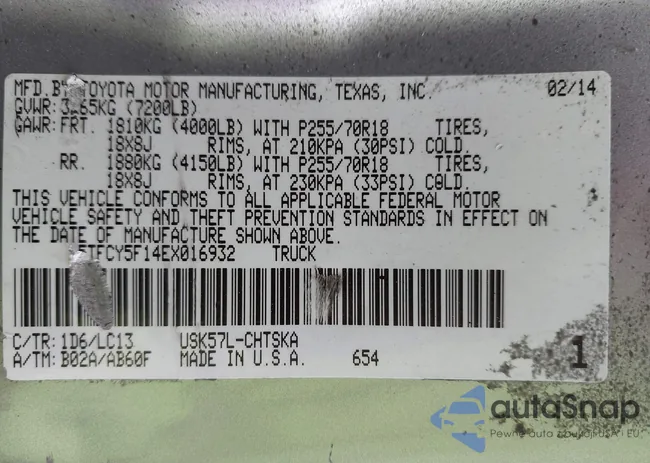 MFD. BY TOYOTA MOTOR MANUFACTURING, TEXAS, INC. 02/14
GVWR: 3265KG (7200LB)
GAWR: FRT. 1810KG (4000LB) WITH P255/70R18 TIRES,
18X8J RIMS, AT 210KPA (30PSI) COLD.
RR. 1880KG (4150LB) WITH P255/70R18 TIRES,
18X8J RIMS, AT 230KPA (33PSI) COLD.
THIS VEHICLE CONFORMS TO ALL APPLICABLE FEDERAL MOTOR
VEHICLE SAFETY AND THEFT PREVENTION STANDARDS IN EFFECT ON
THE DATE OF MANUFACTURE SHOWN ABOVE.
5TFCY5F14EX016932 TRUCK
C/TR: 1D6/LC13 USK57L-CHTSKA
A/TM: B02A/AB60F MADE IN U.S.A. 654 1
autoSnap
Pewne auta z USA i EU